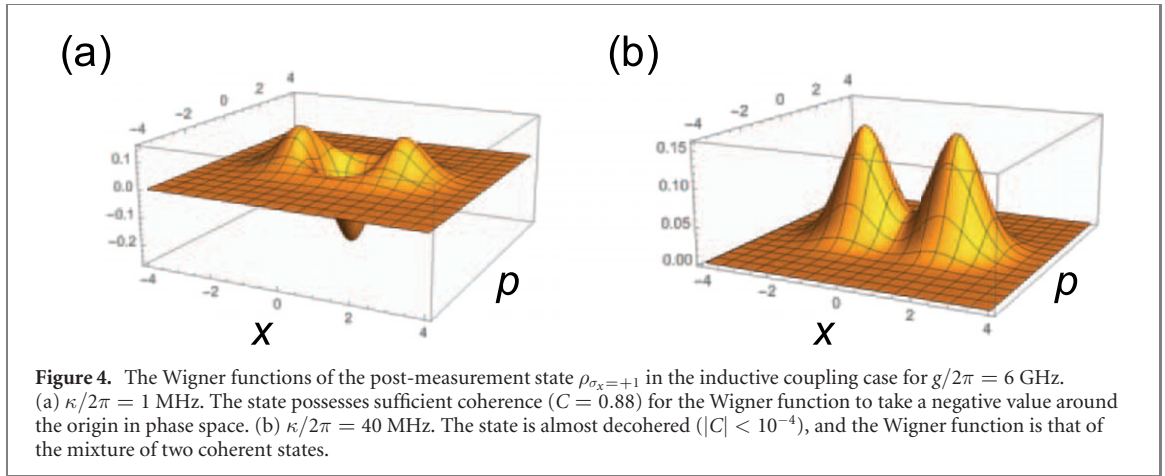 (a)
(b)
4
2
0
−2
−4
0.1
0.0
−0.1
−0.2
−4
−2
0
2
4
x
p
4
2
0
−2
−4
0.15
0.10
0.05
0.00
−4
−2
0
2
4
x
p
Figure 4. The Wigner functions of the post-measurement state ρσₓ=+1 in the inductive coupling case for g/2π = 6 GHz.
(a) κ/2π = 1 MHz. The state possesses sufficient coherence (C = 0.88) for the Wigner function to take a negative value around
the origin in phase space. (b) κ/2π = 40 MHz. The state is almost decohered (|C| < 10⁻⁴), and the Wigner function is that of
the mixture of two coherent states.